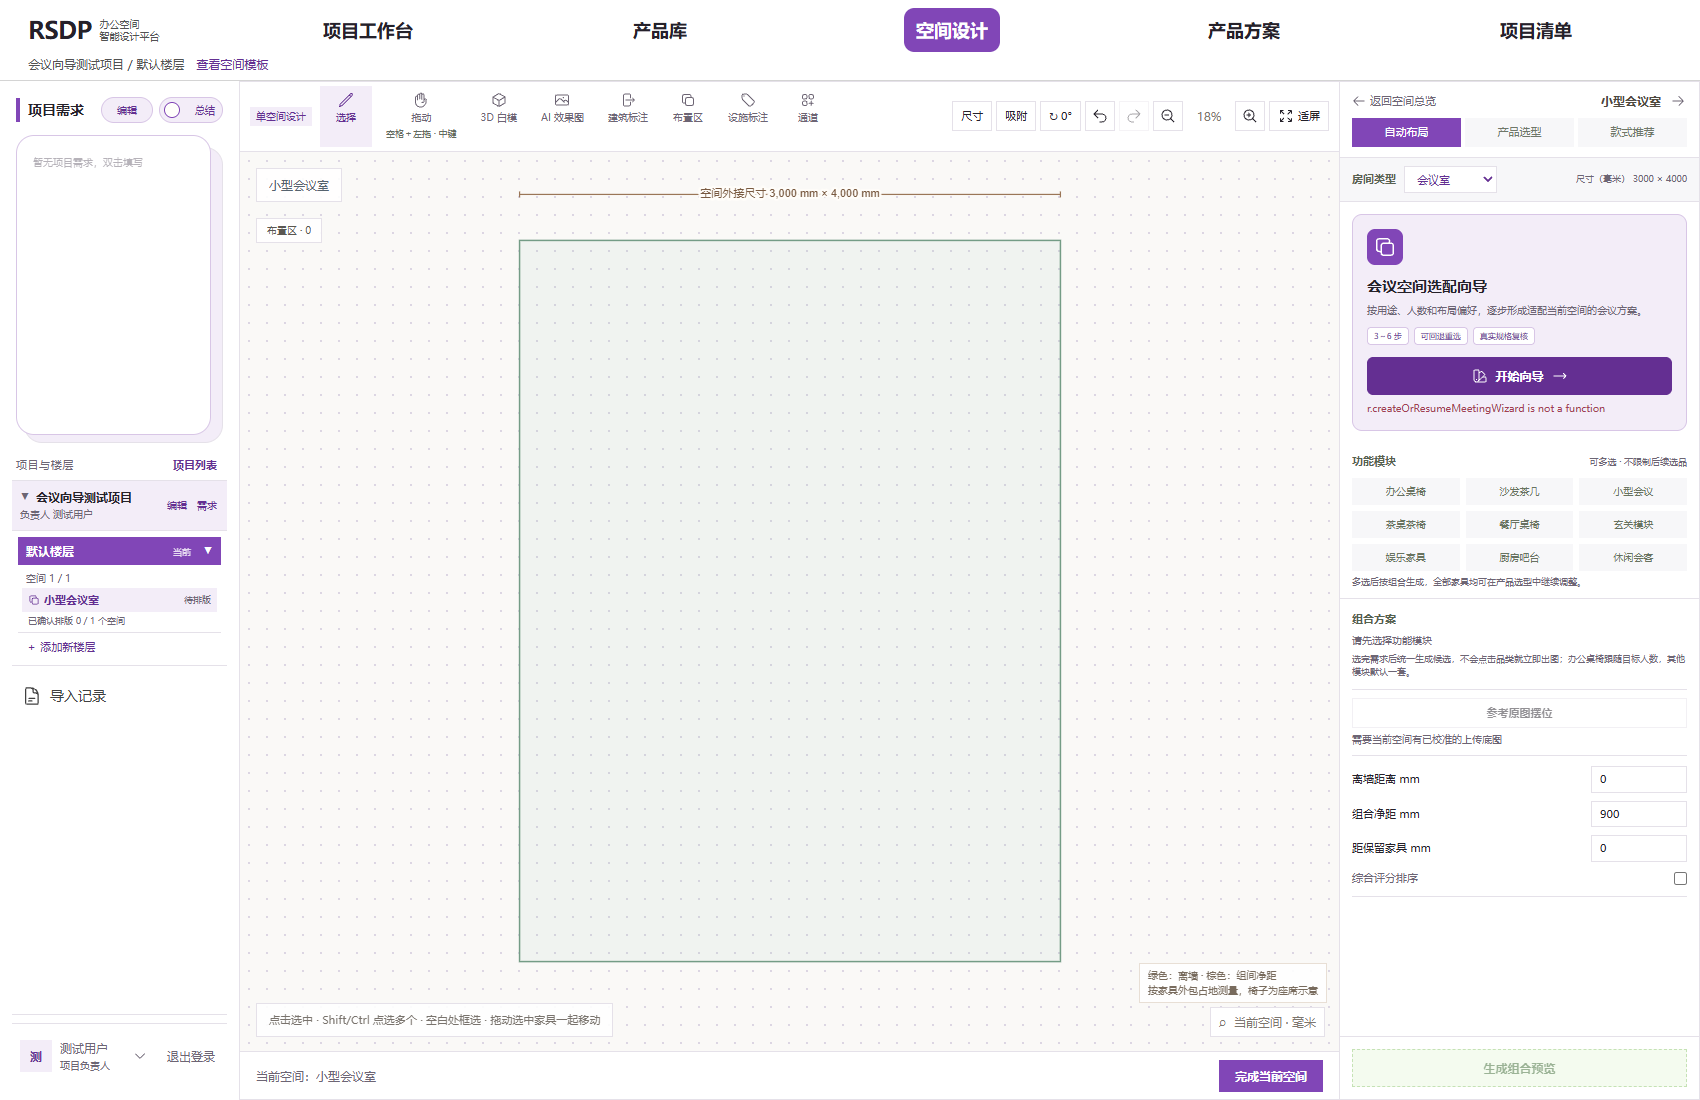 RSDP 办公空间
智能设计平台
项目工作台
产品库
空间设计
产品方案
项目清单
会议向导测试项目 / 默认楼层 查看空间模板
项目需求
编辑
总结
暂无项目需求，双击填写
项目与楼层
项目列表
▼ 会议向导测试项目
负责人 测试用户
编辑 需求
默认楼层 当前 ▼
空间 1 / 1
小型会议室 待排版
已确认排版 0 / 1 个空间
+ 添加新楼层
导入记录
测 测试用户
项目负责人
退出登录
单空间设计
选择
拖动
空格+左拖 · 中键
3D 白模
AI 效果图
建筑标注
布置区
设施标注
通道
尺寸
吸附
↻ 0°
18%
适屏
小型会议室
布置区 · 0
空间外接尺寸·3,000 mm × 4,000 mm
绿色：离墙 · 棕色：组间净距
按家具外包占地测量，椅子为座席示意
点击选中 · Shift/Ctrl 点选多个 · 空白处框选 · 拖动选中家具一起移动
当前空间 · 毫米
当前空间：小型会议室
完成当前空间
← 返回空间总览
小型会议室 →
自动布局
产品选型
款式推荐
房间类型 会议室
尺寸（毫米） 3000 × 4000
会议空间选配向导
按用途、人数和布局偏好，逐步形成适配当前空间的会议方案。
3–6 步
可回退重选
真实规格复核
开始向导 →
r.createOrResumeMeetingWizard is not a function
功能模块
可多选 · 不限制后续选品
办公桌椅
沙发茶几
小型会议
茶桌茶椅
餐厅桌椅
玄关模块
娱乐家具
厨房吧台
休闲会客
多选后按组合生成，全部家具均可在产品选型中继续调整。
组合方案
请先选择功能模块
选完需求后统一生成候选，不会点击品类就立即出图；办公桌椅跟随目标人数，其他
模块默认一套。
参考原图摆位
需要当前空间有已校准的上传底图
离墙距离 mm 0
组合净距 mm 900
距保留家具 mm 0
综合评分排序
生成组合预览